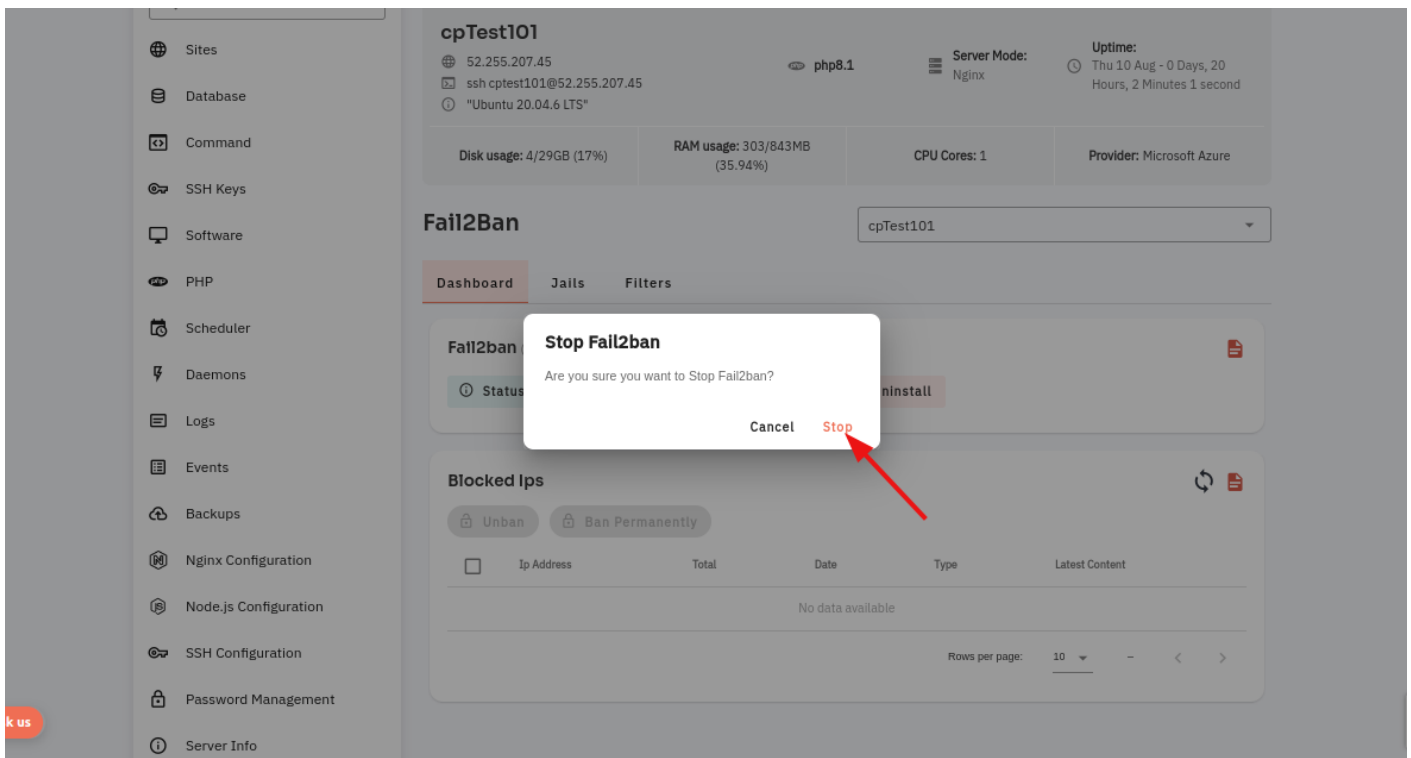 Sites
Database
Command
SSH Keys
Software
PHP
Scheduler
Daemons
Logs
Events
Backups
Nginx Configuration
Node.js Configuration
SSH Configuration
Password Management
Server Info
k us
cpTest101
52.255.207.45
ssh cptest101@52.255.207.45
"Ubuntu 20.04.6 LTS"
php8.1
Server Mode:
Nginx
Uptime:
Thu 10 Aug - 0 Days, 20
Hours, 2 Minutes 1 second
Disk usage: 4/29GB (17%)
RAM usage: 303/843MB
(35.94%)
CPU Cores: 1
Provider: Microsoft Azure
Fail2Ban
cpTest101
Dashboard Jails Filters
Fail2ban
Status
ninstall
Stop Fail2ban
Are you sure you want to Stop Fail2ban?
Cancel Stop
Blocked Ips
Unban Ban Permanently
Ip Address Total Date Type Latest Content
No data available
Rows per page: 10 –